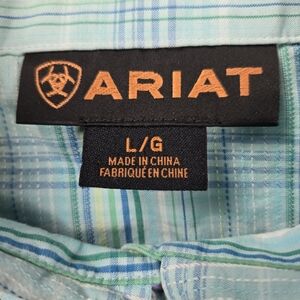 ARIAT
L/G
MADE IN CHINA
FABRIQUÉ EN CHINE